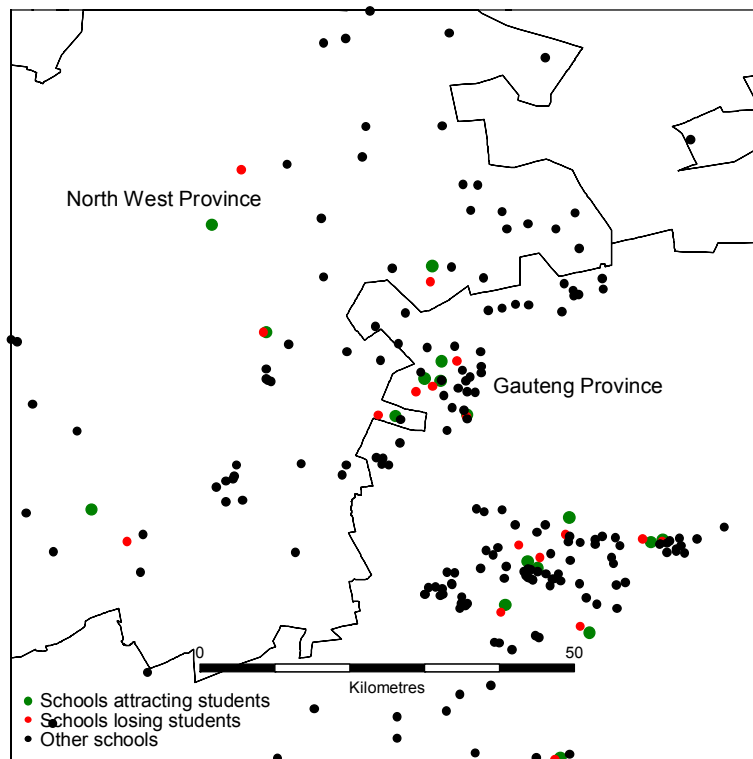 North West Province
Gauteng Province
0 50
Kilometres
Schools attracting students
Schools losing students
Other schools